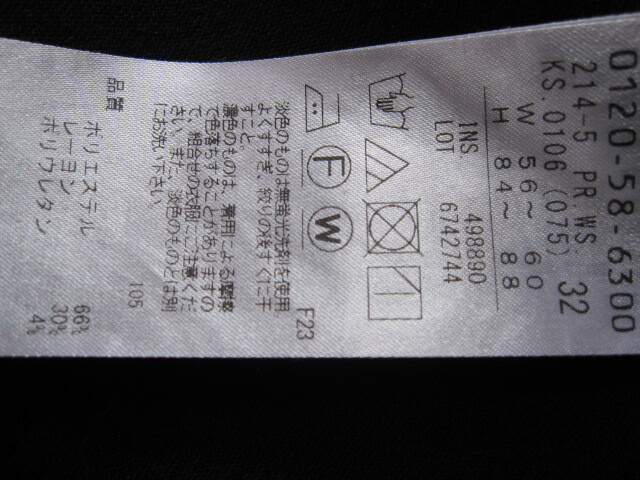 0120-58-6300
214-5 PR.WS. 32
KS.0106 (075)
W 56~ 60
H 84~ 88
INS 498890
LOT 6742744
F
W
F23
淡色のものは無蛍光洗剤を使用。
よくすすぎ、絞りの後すぐに干
すこと。
濃色のものは、着用による摩擦
で色落ちすることがありますの
で、組合せの衣服にご注意くだ
さい。また、淡色のものとは別
にお洗い下さい。
105
品質
ポリエステル 66%
レーヨン 30%
ポリウレタン 4%